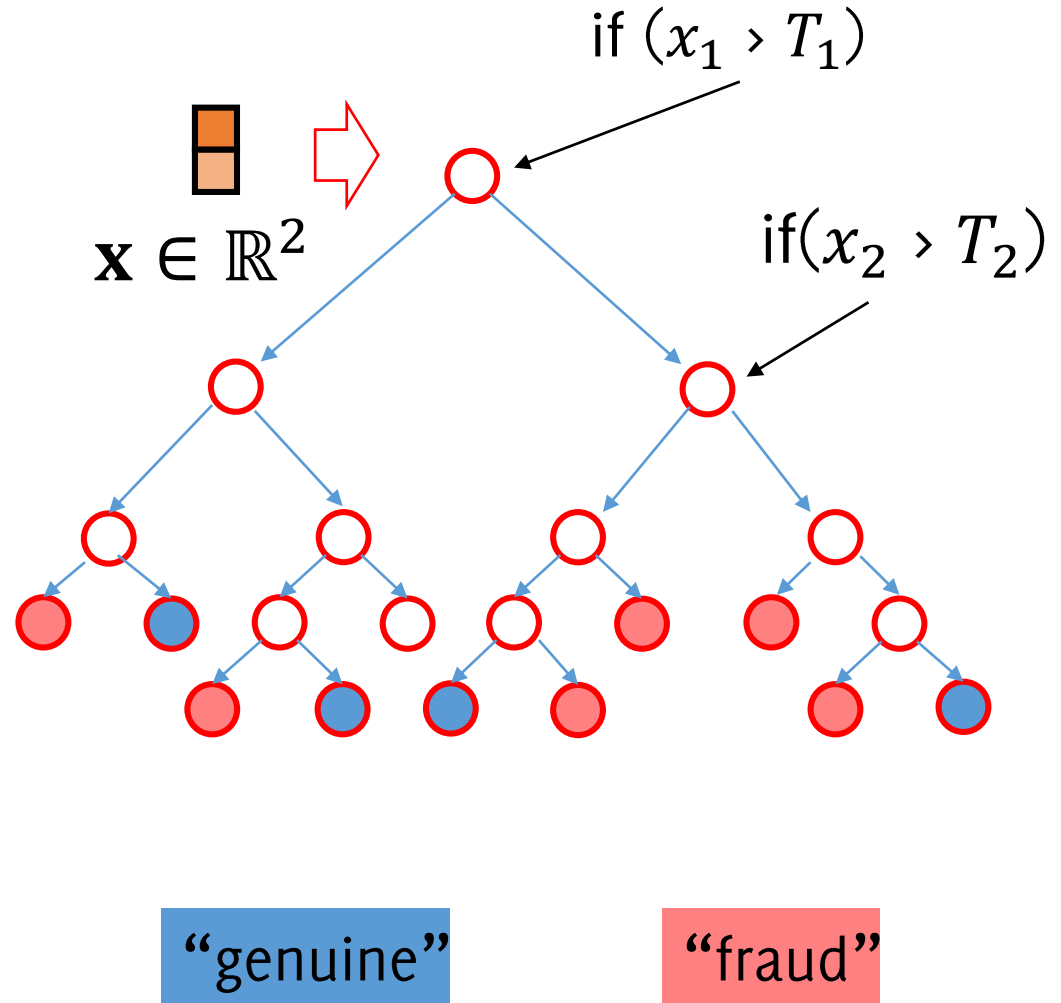 if (x₁ > T₁)
x ∈ ℝ²
if(x₂ > T₂)
“genuine”
“fraud”